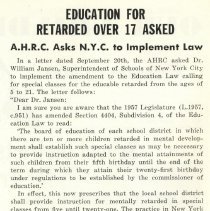 EDUCATION FOR
RETARDED OVER 17 ASKED
A.H.R.C. Asks N.Y.C. to Implement Law
In a letter dated September 20th, the AHRC asked Dr.
William Jansen, Superintendent of Schools of New York City
to implement the amendment to the Education Law calling
for special classes for the educable retarded from the ages of
5 to 21. The letter follows:
"Dear Dr. Jansen:
I am sure you are aware that the 1957 Legislature (L.1957,
c.951) has amended Section 4404, Subdivision 4, of the Edu-
cation Law to read:
"The board of education of each school district in which
there are ten or more children retarded in mental develop-
ment shall establish such special classes as may be necessary
to provide instruction adapted to the mental attainments of
such children from their fifth birthday until the end of the
term during which they attain their twenty-first birthday
under regulations to be established by the commissioner of
education.'
In effect, this now prescribes that the local school district
shall provide instruction for mentally retarded in special
classes from five until twenty-one. The practice in New York